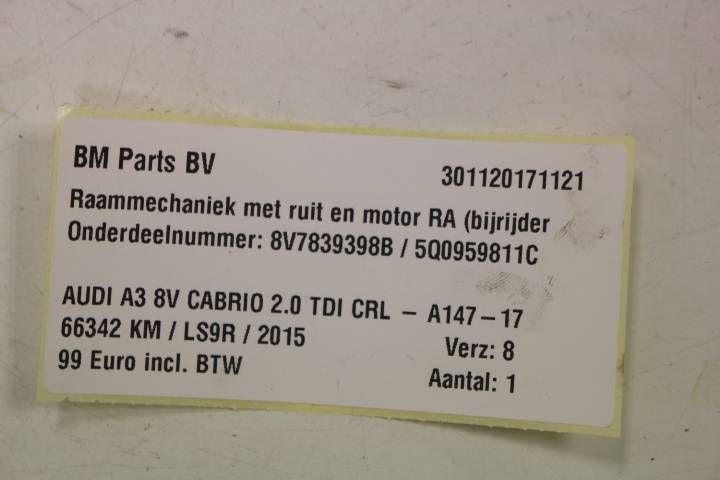 BM Parts BV 301120171121
Raammechaniek met ruit en motor RA (bijrijder
Onderdeelnummer: 8V7839398B / 5Q0959811C
AUDI A3 8V CABRIO 2.0 TDI CRL – A147–17
66342 KM / LS9R / 2015 Verz: 8
99 Euro incl. BTW Aantal: 1